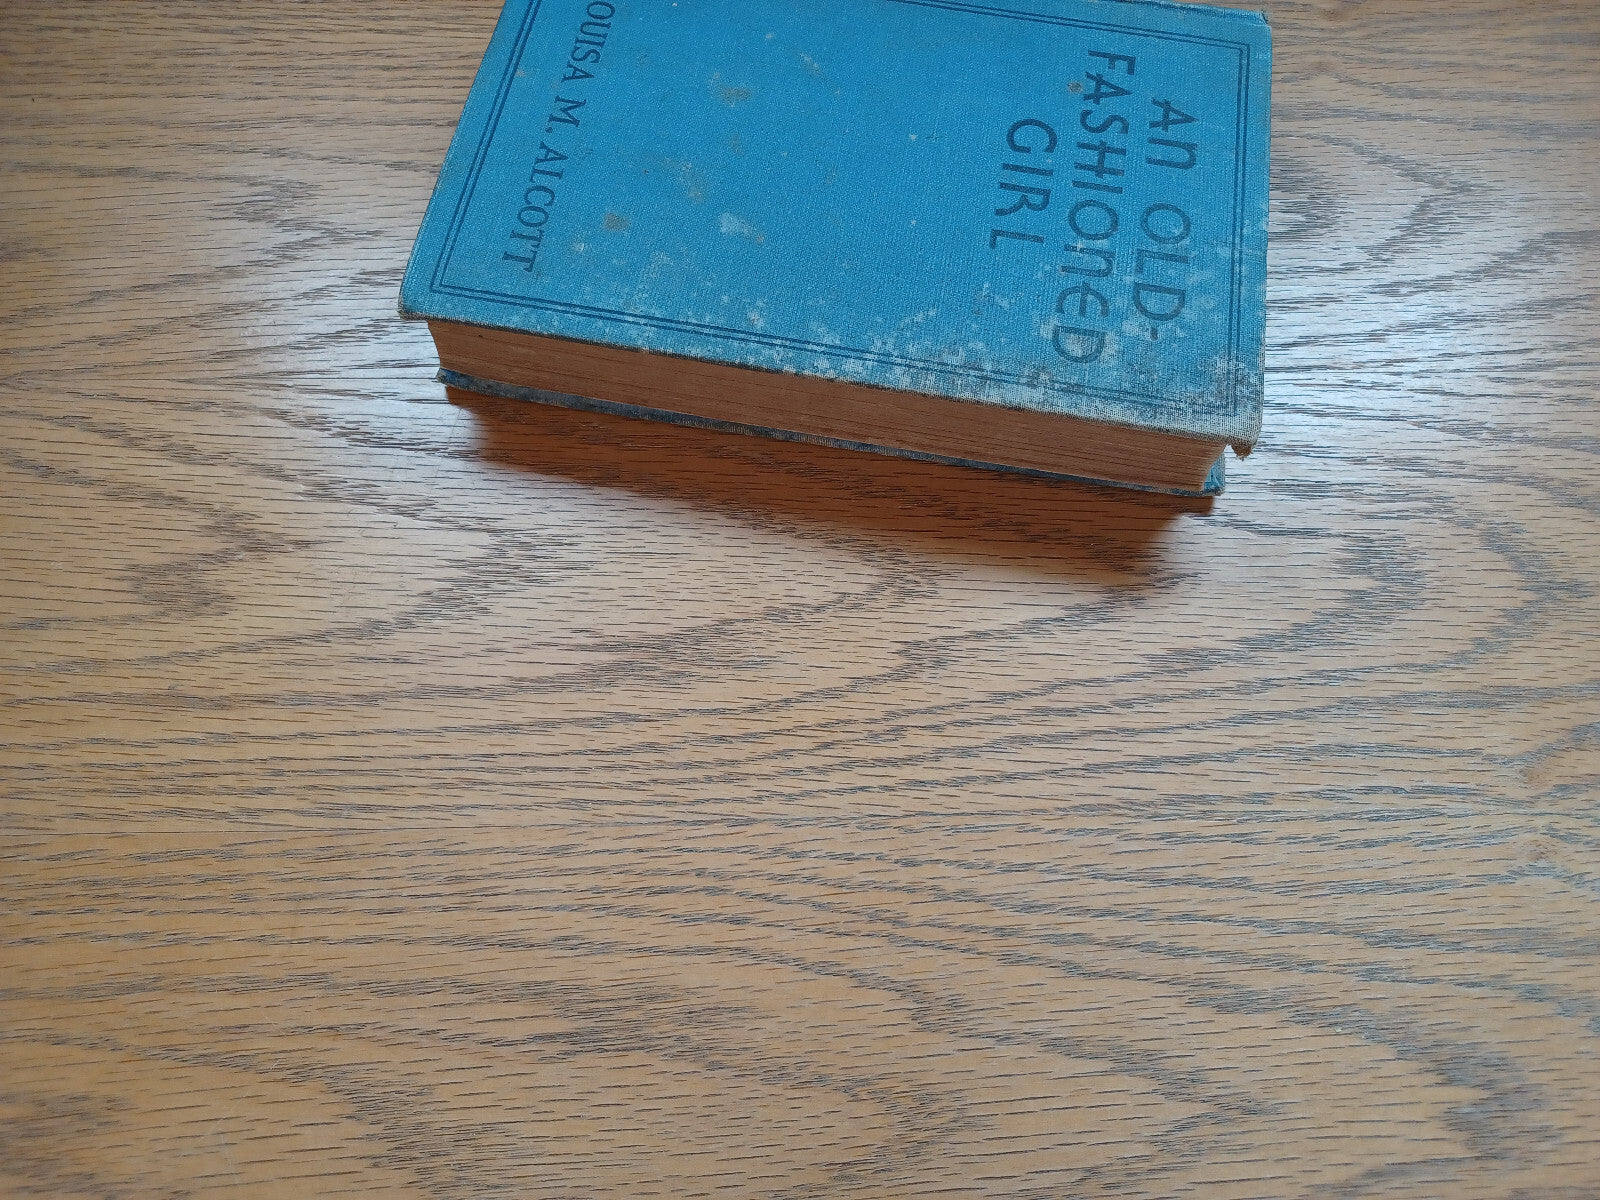 An OLD-
FASHIOnED
GIRL
OUISA M. ALCOTT